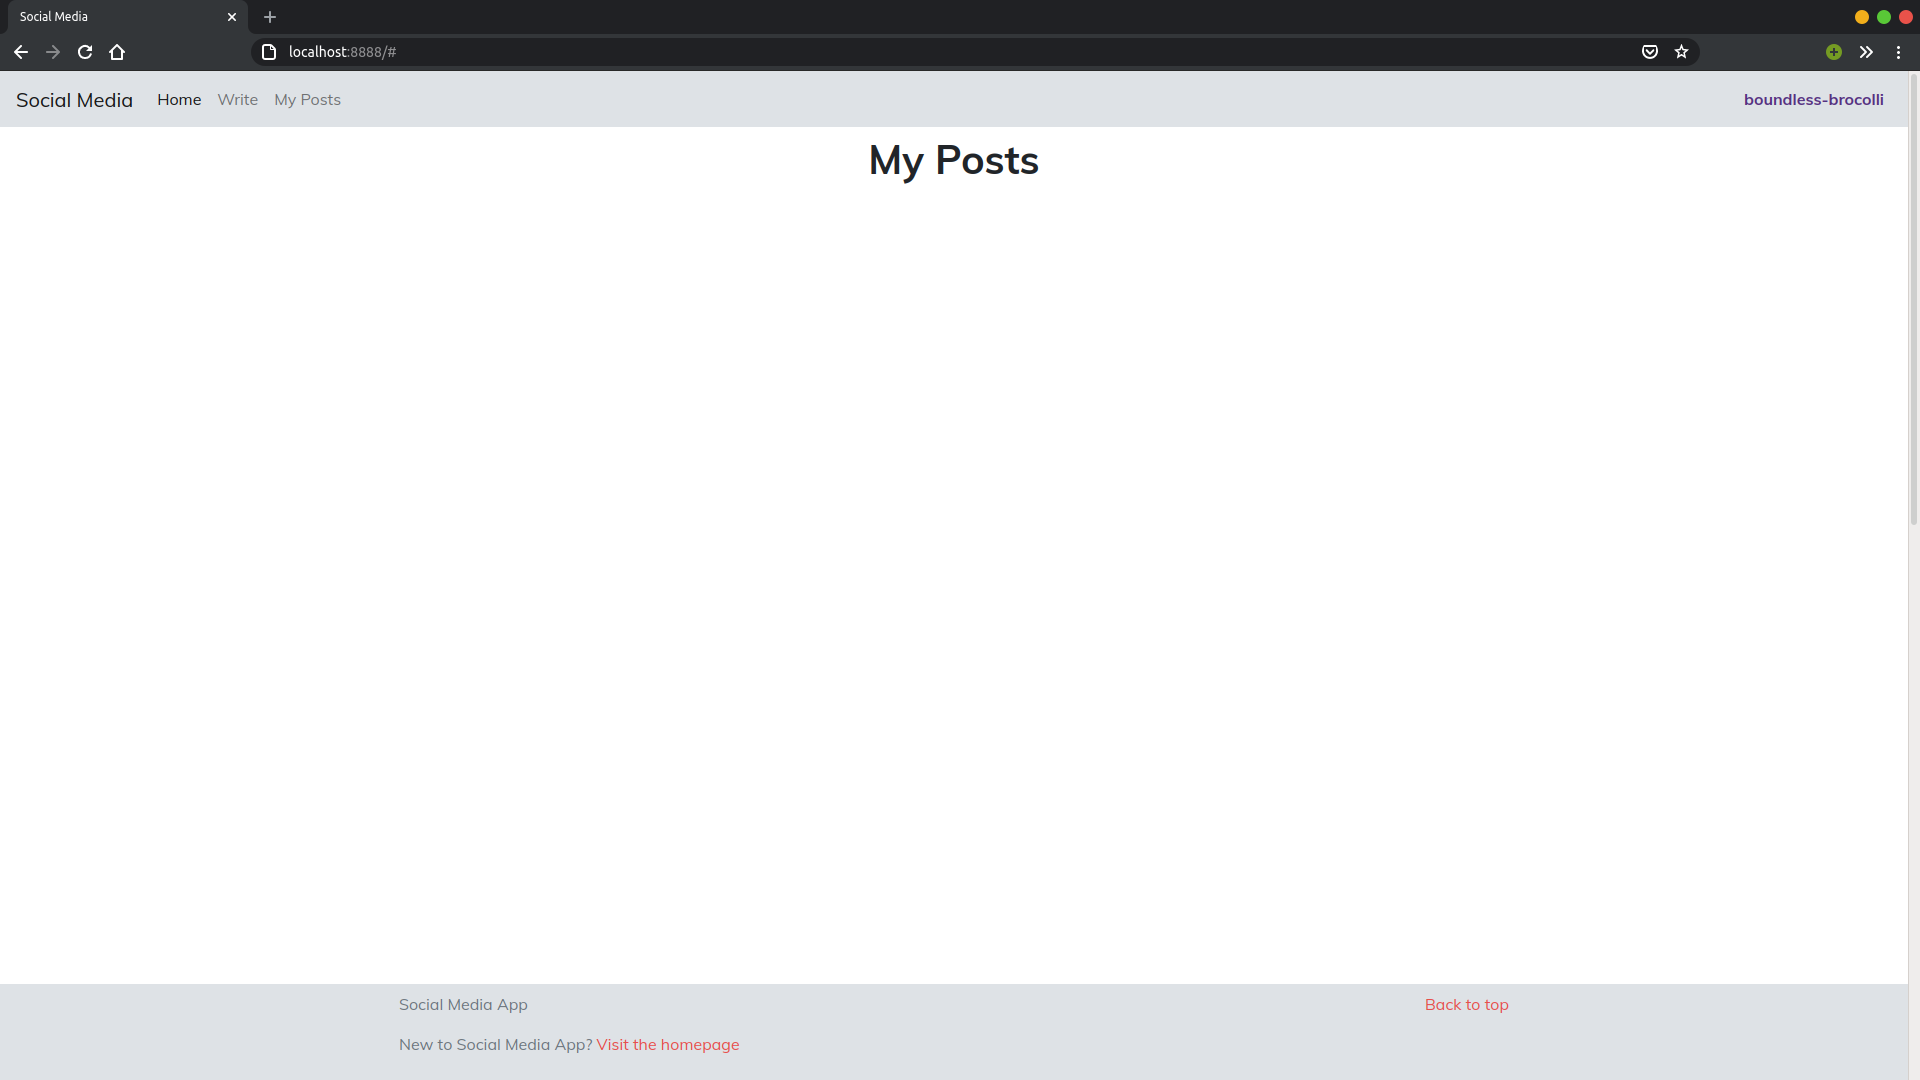 Social Media
localhost:8888/#
Social Media Home Write My Posts boundless-brocolli
My Posts
Social Media App Back to top
New to Social Media App? Visit the homepage